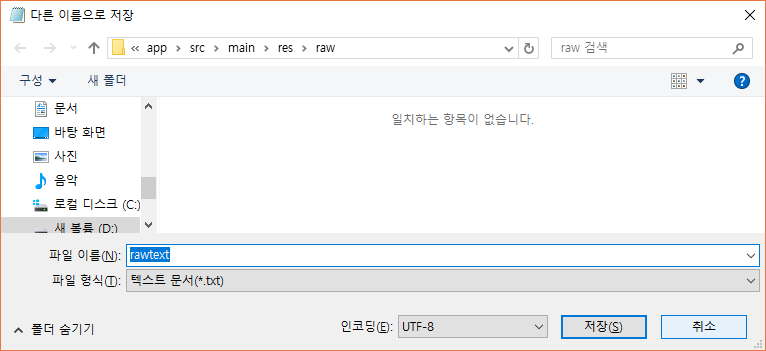 다른 이름으로 저장
« app > src > main > res > raw
raw 검색
구성 새 폴더
?
문서
바탕 화면
사진
음악
로컬 디스크 (C:)
새 볼륨 (D:)
일치하는 항목이 없습니다.
파일 이름(N): rawtext
파일 형식(T): 텍스트 문서(*.txt)
폴더 숨기기
인코딩(E): UTF-8
저장(S)
취소